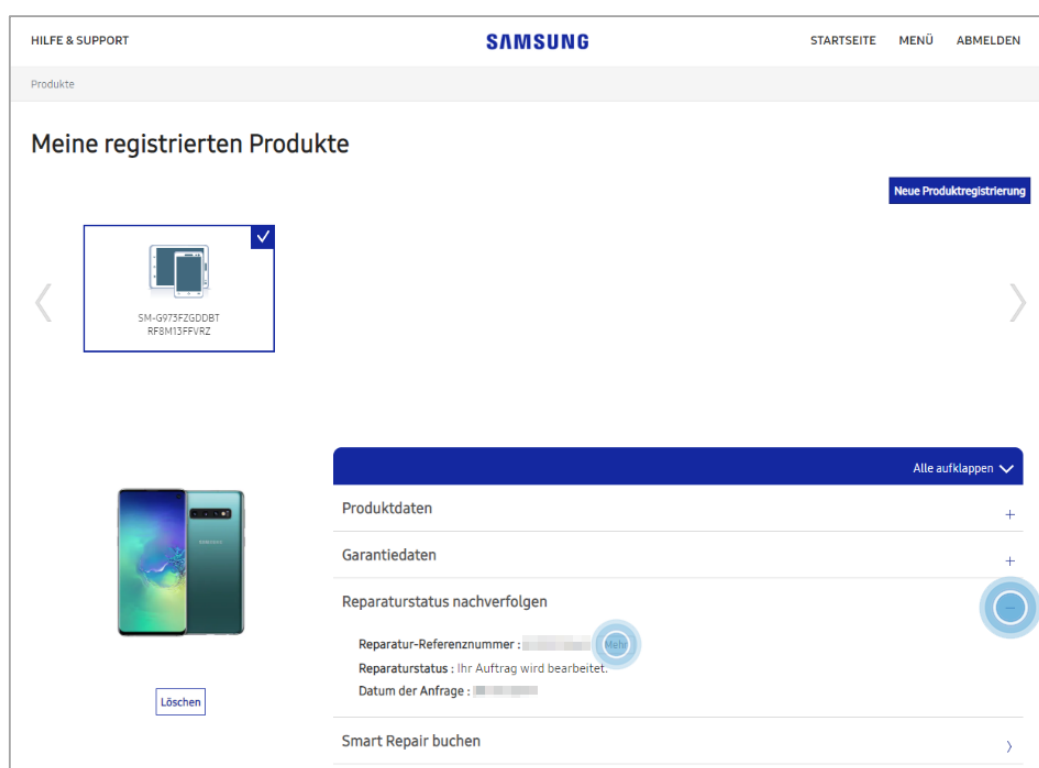 HILFE & SUPPORT
SAMSUNG
STARTSEITE MENÜ ABMELDEN
Produkte
Meine registrierten Produkte
Neue Produktregistrierung
SM-G973FZGDDBT
RF8M13FFVRZ
Alle aufklappen
Produktdaten
Garantiedaten
Reparaturstatus nachverfolgen
Reparatur-Referenznummer : Mehr
Reparaturstatus : Ihr Auftrag wird bearbeitet.
Datum der Anfrage :
Löschen
Smart Repair buchen